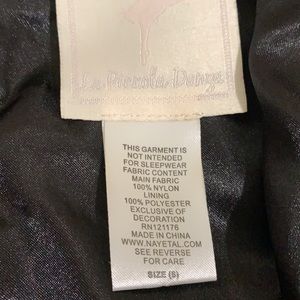 La Piccola Danza
THIS GARMENT IS
NOT INTENDED
FOR SLEEPWEAR
FABRIC CONTENT
MAIN FABRIC
100% NYLON
LINING
100% POLYESTER
EXCLUSIVE OF
DECORATION
RN121176
MADE IN CHINA
WWW.NAYETAL.COM
SEE REVERSE
FOR CARE
SIZE (S)